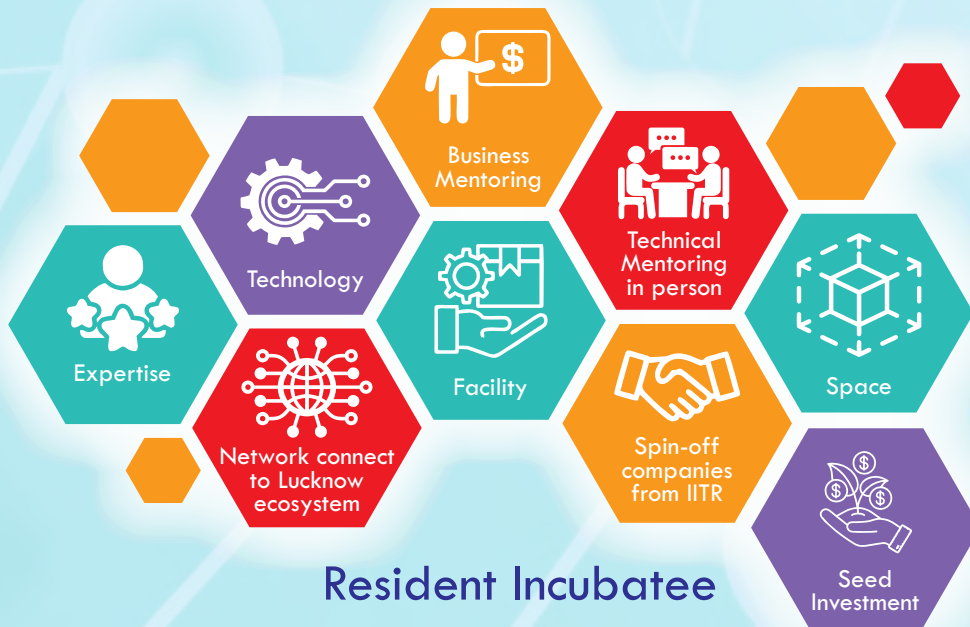 $
Business
Mentoring
Technology
Technical
Mentoring
in person
Expertise
Facility
Space
Network connect
to Lucknow
ecosystem
Spin-off
companies
from IITR
$
$
$
Seed
Investment
Resident Incubatee